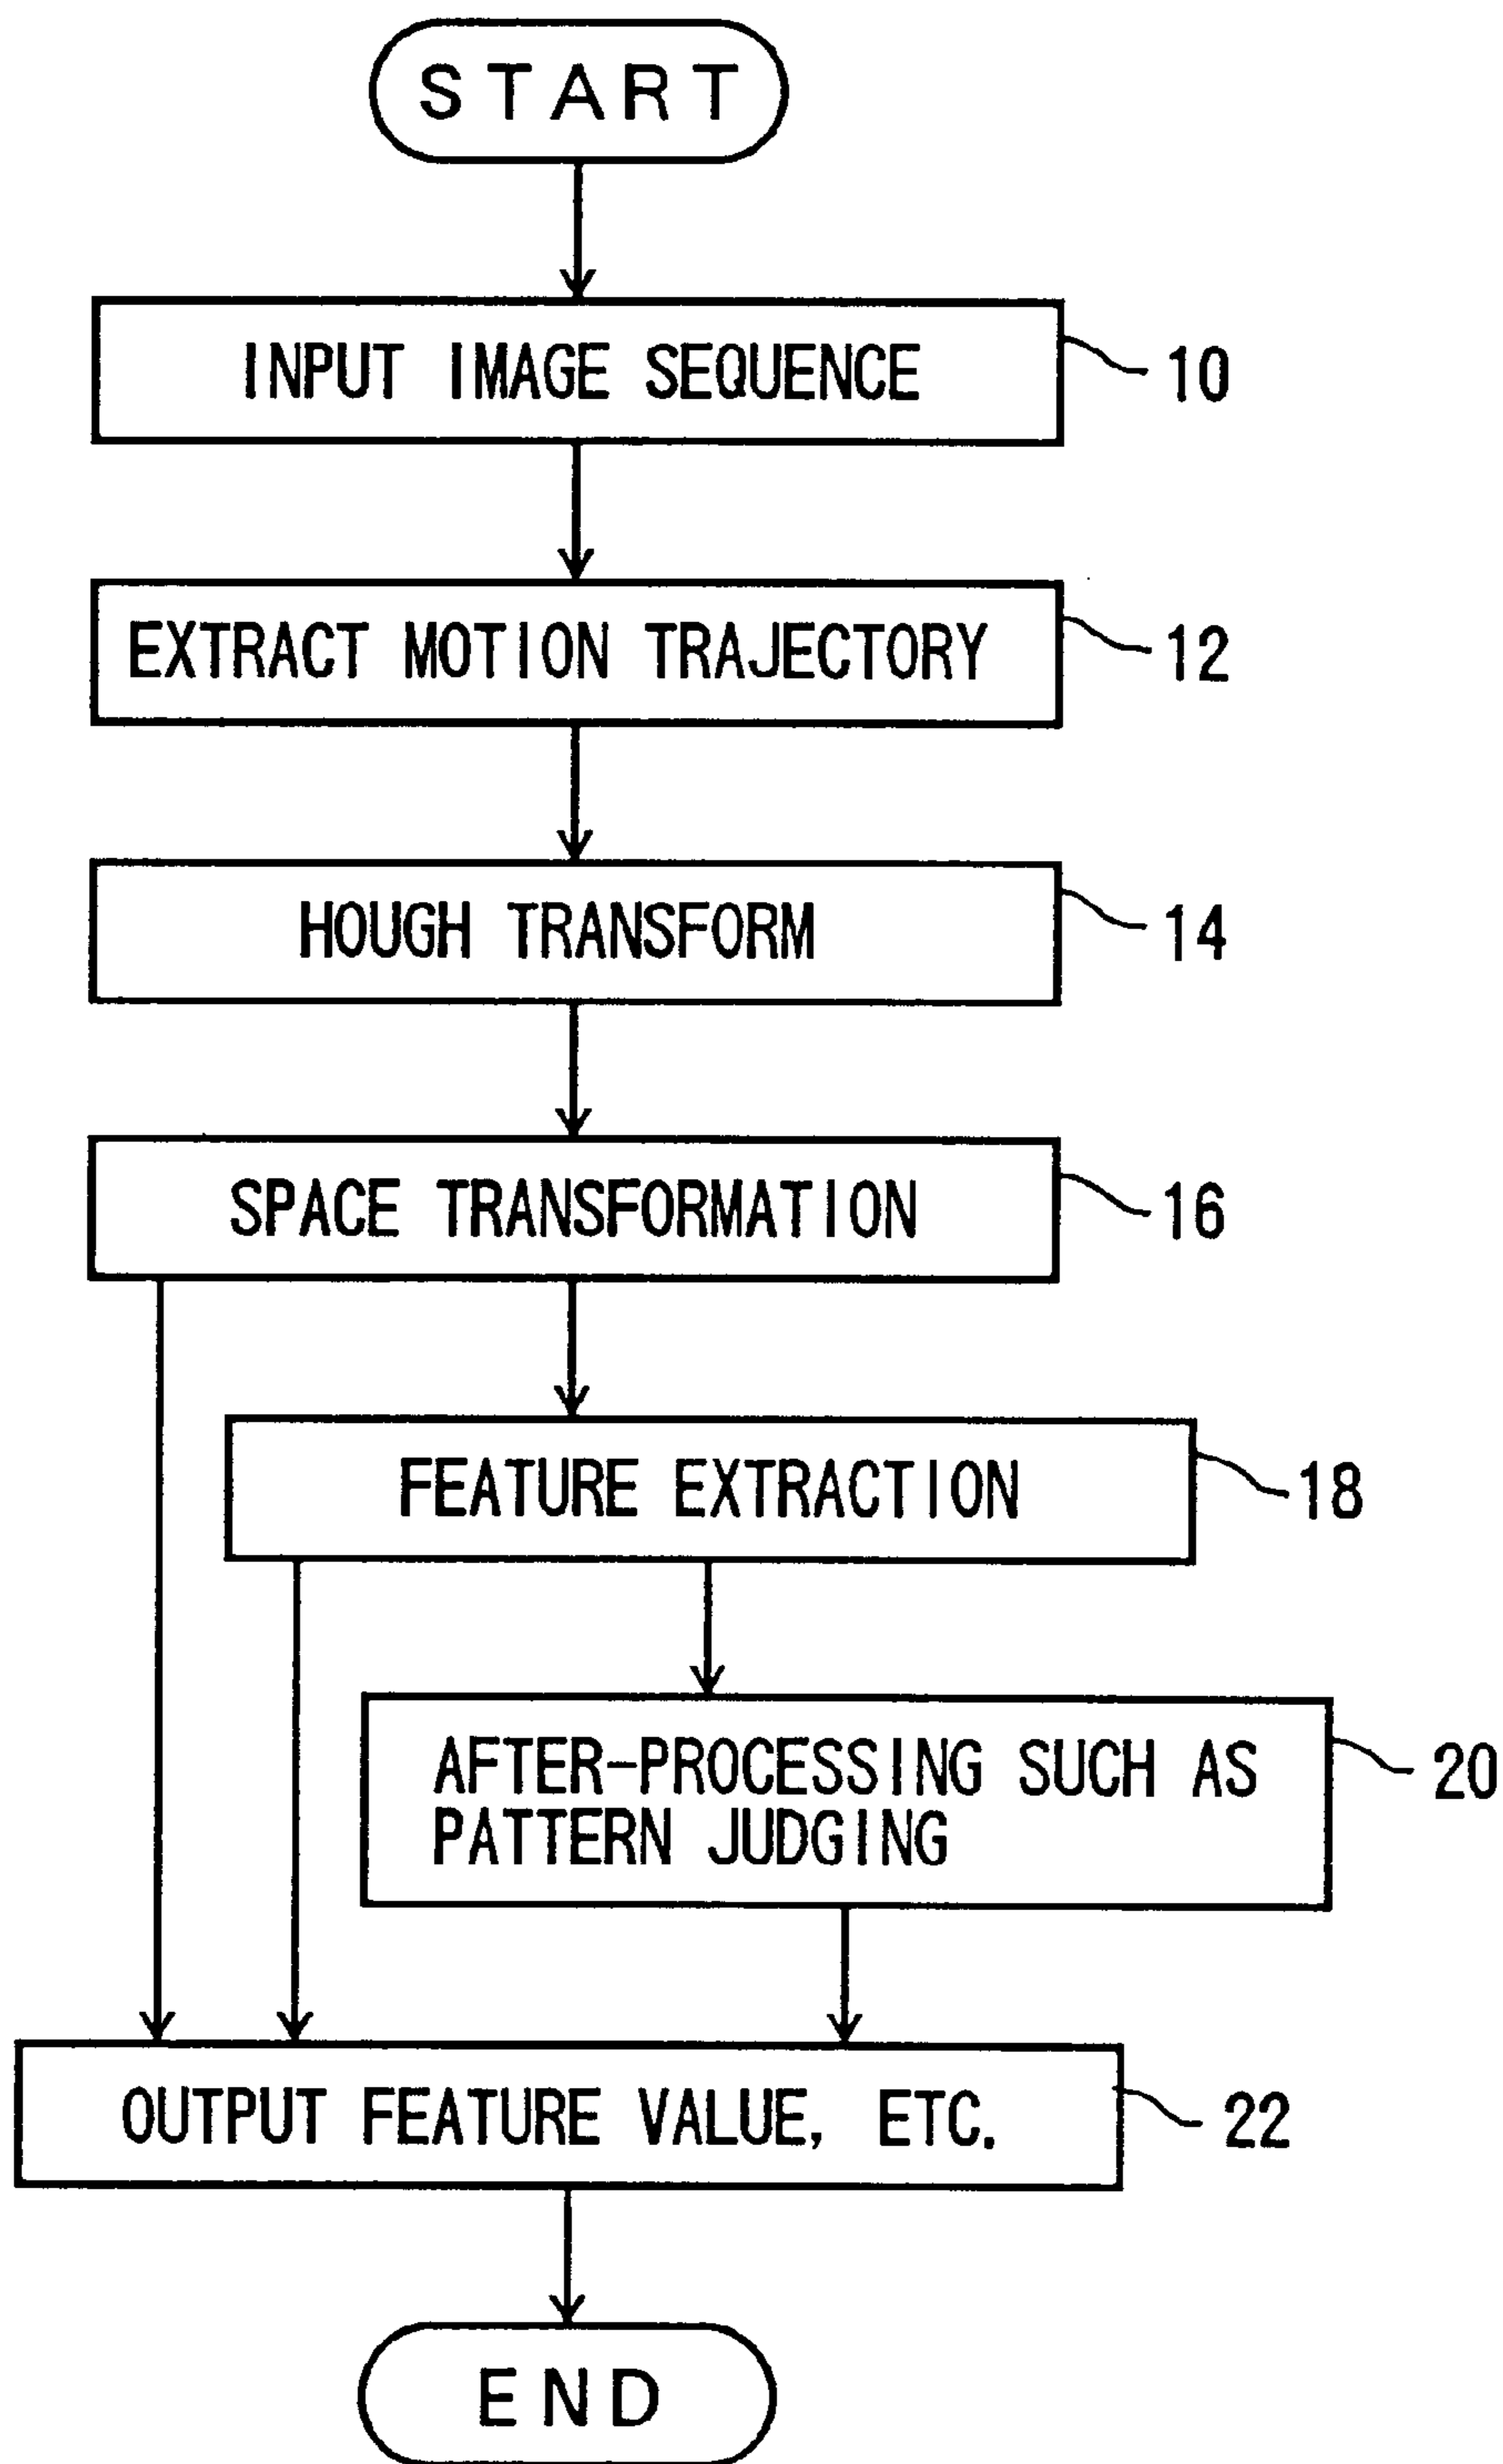 START
INPUT IMAGE SEQUENCE
10
EXTRACT MOTION TRAJECTORY
12
HOUGH TRANSFORM
14
SPACE TRANSFORMATION
16
FEATURE EXTRACTION
18
AFTER-PROCESSING SUCH AS
PATTERN JUDGING
20
OUTPUT FEATURE VALUE, ETC.
22
END